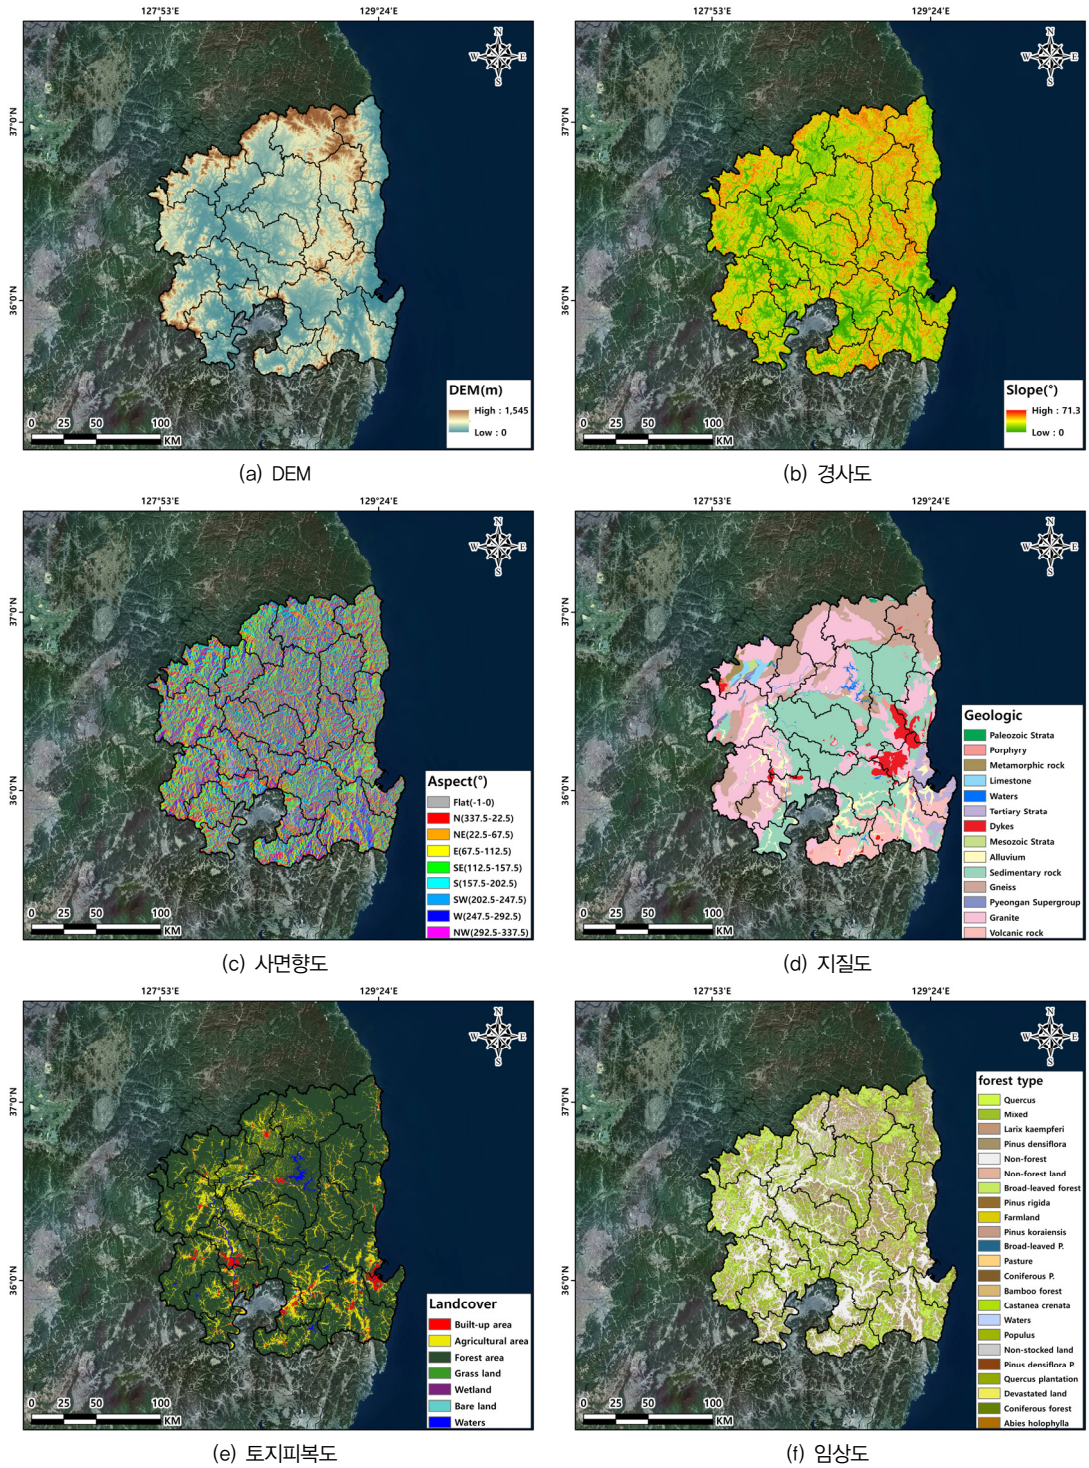 127°53'E 129°24'E
37°0'N
36°0'N
N
W E
S
DEM(m)
High : 1,545
Low : 0
0 25 50 100
KM
(a) DEM
127°53'E 129°24'E
37°0'N
36°0'N
N
W E
S
Slope(°)
High : 71.3
Low : 0
0 25 50 100
KM
(b) 경사도
127°53'E 129°24'E
37°0'N
36°0'N
N
W E
S
Aspect(°)
Flat(-1-0)
N(337.5-22.5)
NE(22.5-67.5)
E(67.5-112.5)
SE(112.5-157.5)
S(157.5-202.5)
SW(202.5-247.5)
W(247.5-292.5)
NW(292.5-337.5)
0 25 50 100
KM
(c) 사면향도
127°53'E 129°24'E
37°0'N
36°0'N
N
W E
S
Geologic
Paleozoic Strata
Porphyry
Metamorphic rock
Limestone
Waters
Tertiary Strata
Dykes
Mesozoic Strata
Alluvium
Sedimentary rock
Gneiss
Pyeongan Supergroup
Granite
Volcanic rock
0 25 50 100
KM
(d) 지질도
127°53'E 129°24'E
37°0'N
36°0'N
N
W E
S
Landcover
Built-up area
Agricultural area
Forest area
Grass land
Wetland
Bare land
Waters
0 25 50 100
KM
(e) 토지피복도
127°53'E 129°24'E
37°0'N
36°0'N
N
W E
S
forest type
Quercus
Mixed
Larix kaempferi
Pinus densiflora
Non-forest
Non-forest land
Broad-leaved forest
Pinus rigida
Farmland
Pinus koraiensis
Broad-leaved P.
Pasture
Coniferous P.
Bamboo forest
Castanea crenata
Waters
Populus
Non-stocked land
Pinus densiflora P.
Quercus plantation
Devastated land
Coniferous forest
Abies holophylla
0 25 50 100
KM
(f) 임상도